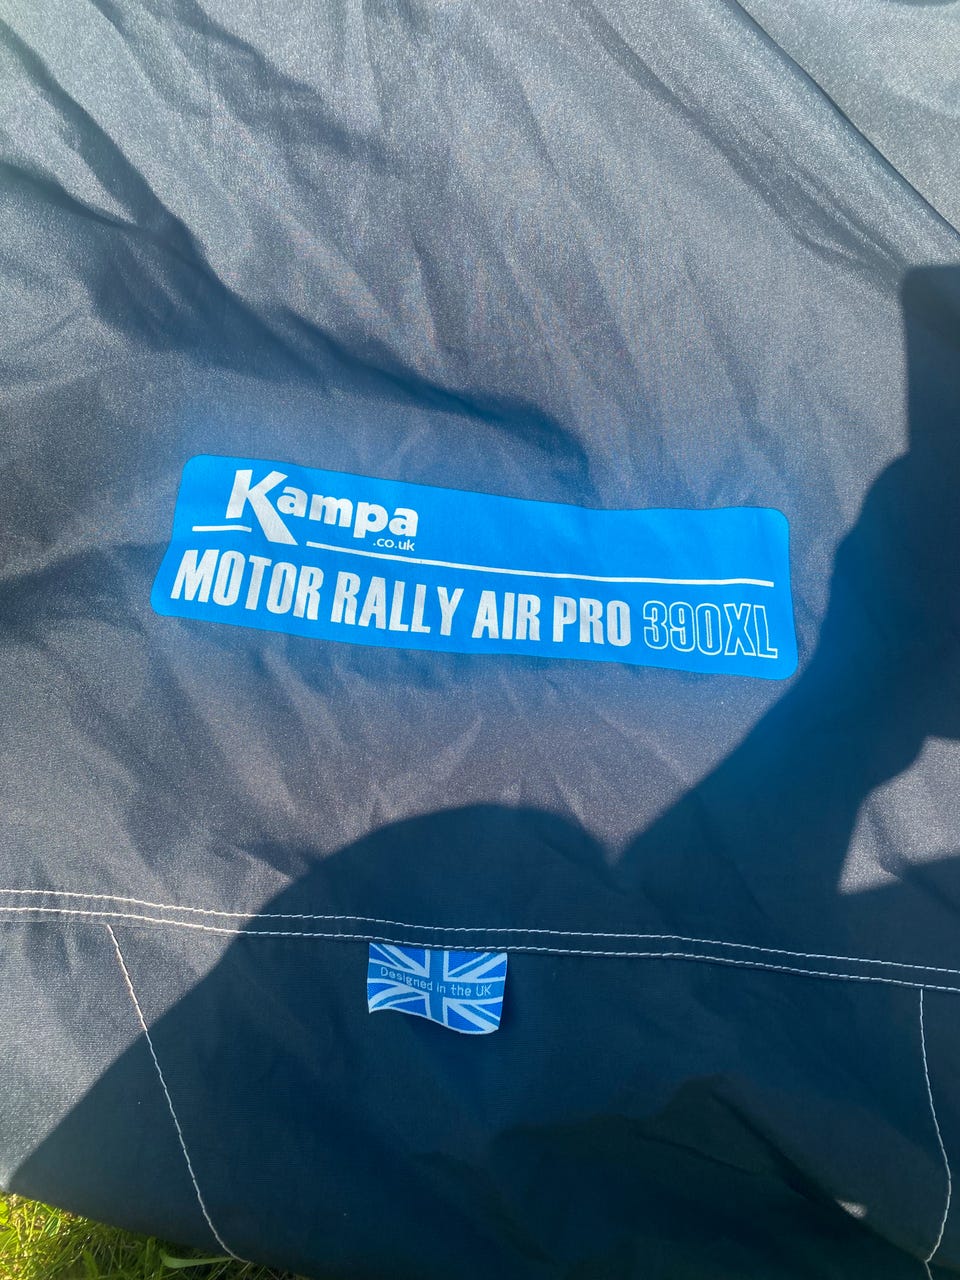 Kampa
.co.uk
MOTOR RALLY AIR PRO 390XL
Designed in the UK